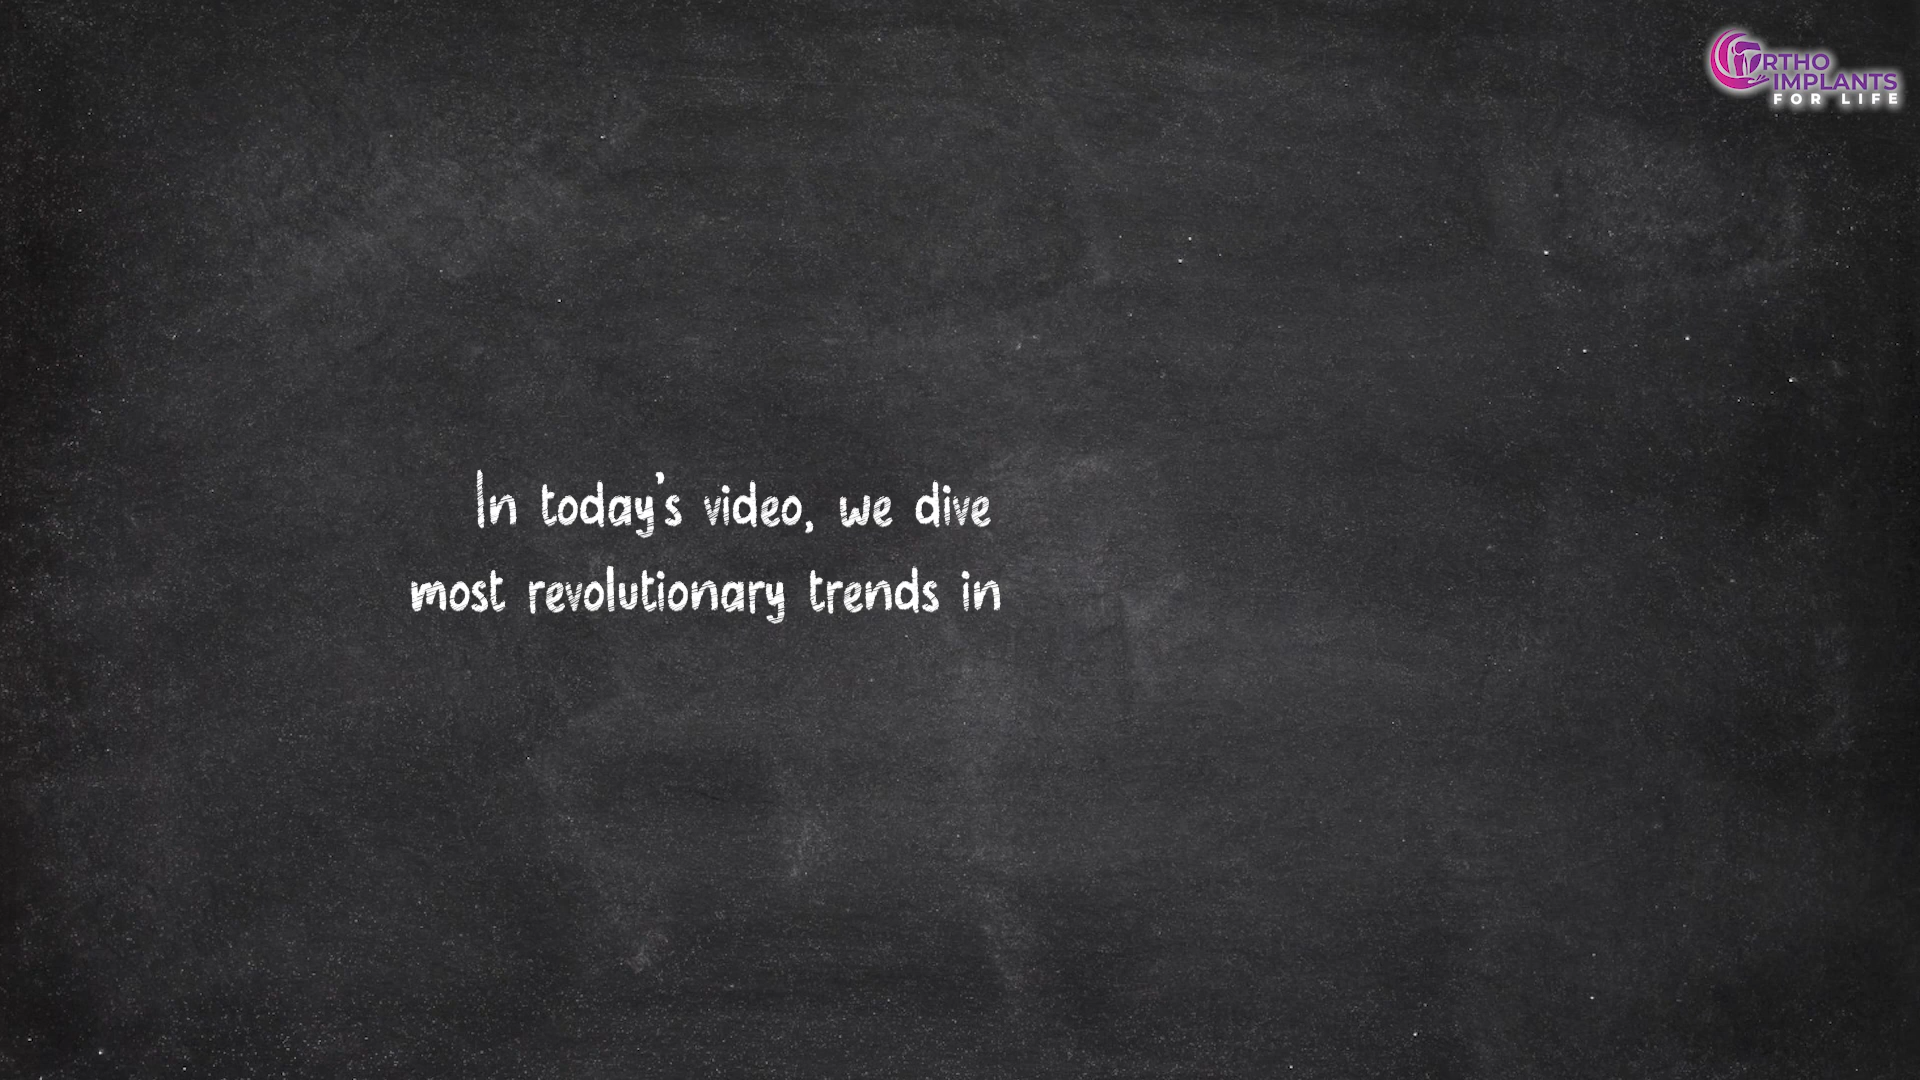 ORTHO
IMPLANTS
FOR LIFE
In today's video, we dive
most revolutionary trends in